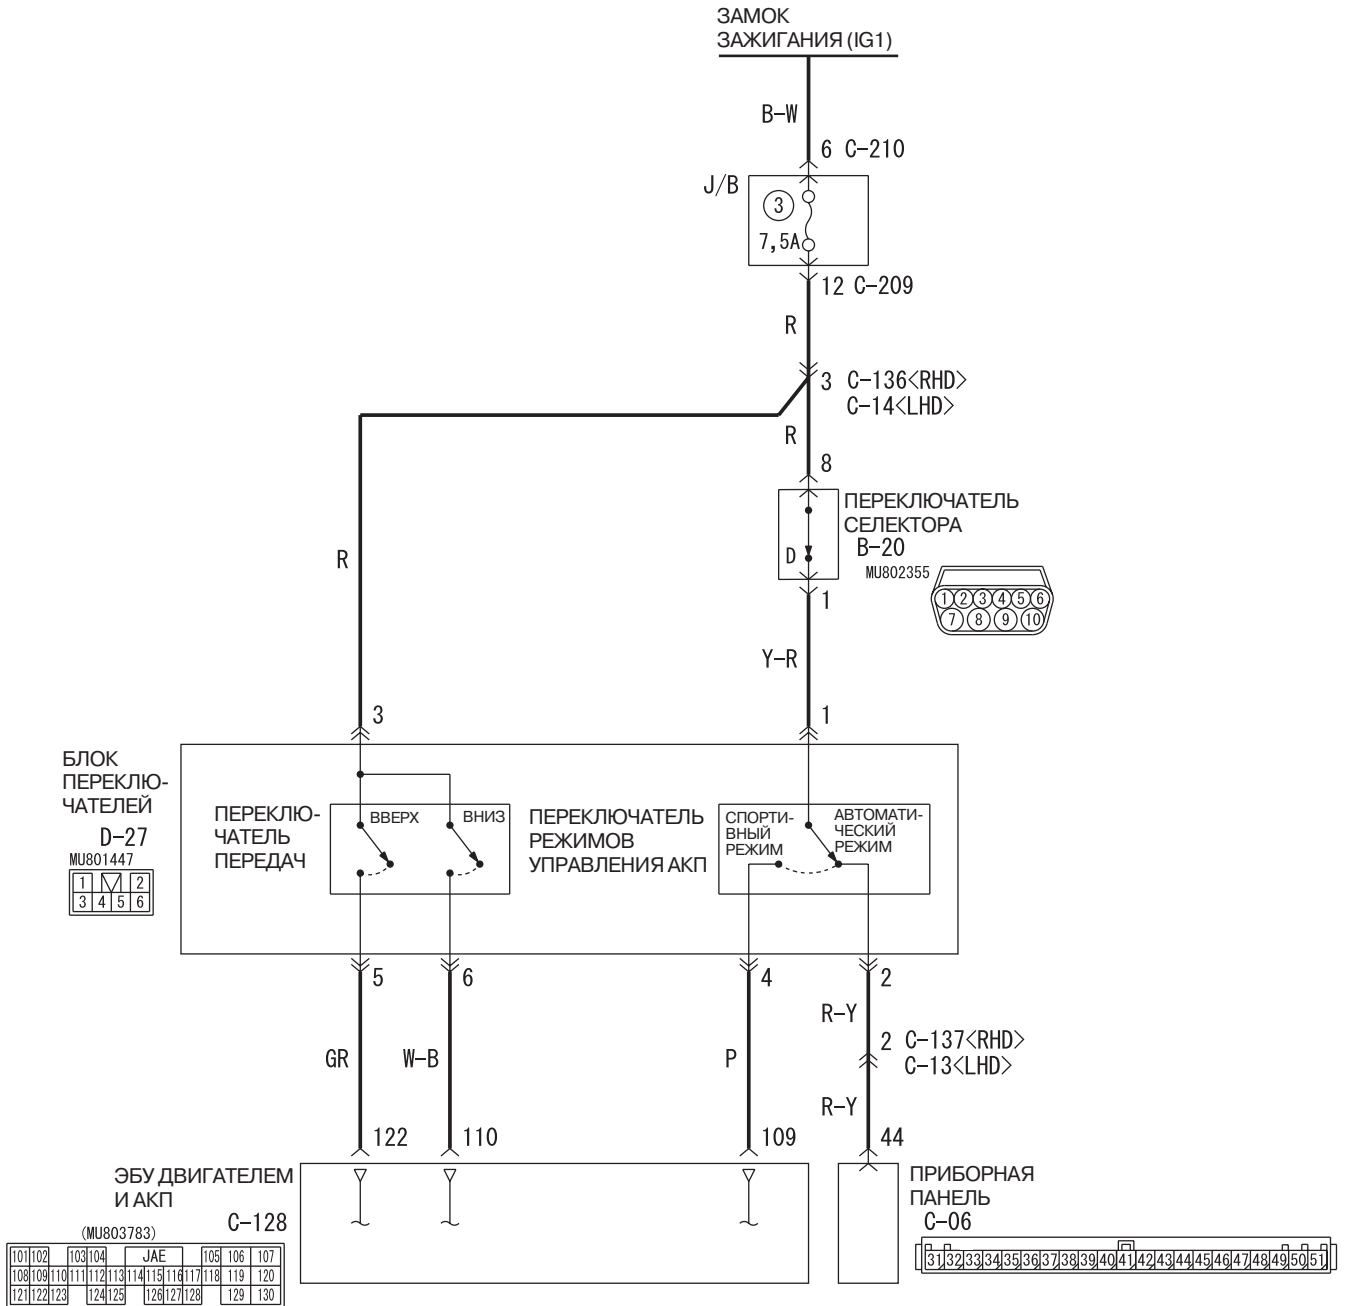 ЗАМОК
ЗАЖИГАНИЯ (IG1)
B-W
6 C-210
J/B
3
7,5A
12 C-209
R
3 C-136<RHD>
C-14<LHD>
R
8
ПЕРЕКЛЮЧАТЕЛЬ
СЕЛЕКТОРА
R
D
B-20
MU802355
1 2 3 4 5 6
7 8 9 10
1
Y-R
3
1
БЛОК
ПЕРЕКЛЮ-
ЧАТЕЛЕЙ
D-27
MU801447
1 2
3 4 5 6
ПЕРЕКЛЮ-
ЧАТЕЛЬ
ПЕРЕДАЧ
ВВЕРХ
ВНИЗ
ПЕРЕКЛЮЧАТЕЛЬ
РЕЖИМОВ
УПРАВЛЕНИЯ АКП
СПОРТИ-
ВНЫЙ
РЕЖИМ
АВТОМАТИ-
ЧЕСКИЙ
РЕЖИМ
5
6
4
2
R-Y
2 C-137<RHD>
C-13<LHD>
GR
W-B
P
R-Y
122
110
109
44
ЭБУ ДВИГАТЕЛЕМ
И АКП
C-128
(MU803783)
101 102 103 104 JAE 105 106 107
108 109 110 111 112 113 114 115 116 117 118 119 120
121 122 123 124 125 126 127 128 129 130
ПРИБОРНАЯ
ПАНЕЛЬ
C-06
31 32 33 34 35 36 37 38 39 40 41 42 43 44 45 46 47 48 49 50 51